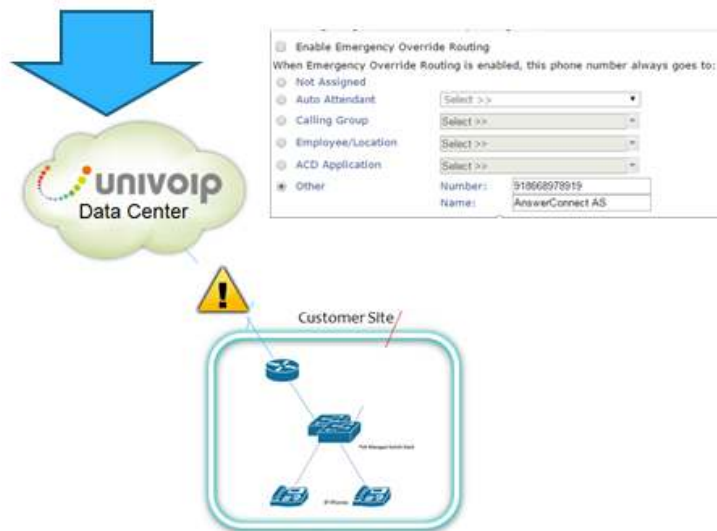 Enable Emergency Override Routing
When Emergency Override Routing is enabled, this phone number always goes to:
Not Assigned
Auto Attendant Select >>
Calling Group Select >>
Employee/Location Select >>
ACD Application Select >>
Other Number: 918668978919
Name: AnswerConnect AS
univoip
Data Center
Customer Site
IP Phones